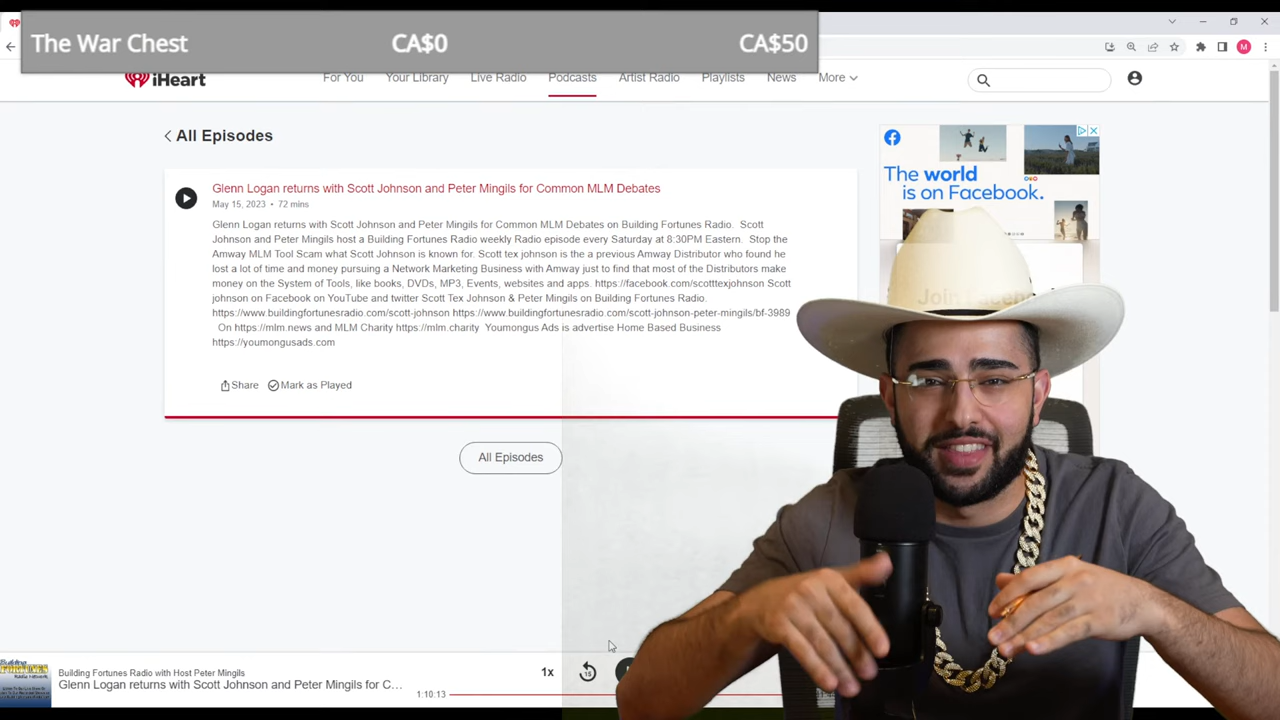 The War Chest CA$0 CA$50
iHeart For You Your Library Live Radio Podcasts Artist Radio Playlists News More
All Episodes
Glenn Logan returns with Scott Johnson and Peter Mingils for Common MLM Debates
May 15, 2023 • 72 mins
Glenn Logan returns with Scott Johnson and Peter Mingils for Common MLM Debates on Building Fortunes Radio. Scott
Johnson and Peter Mingils host a Building Fortunes Radio weekly Radio episode every Saturday at 8:30PM Eastern. Stop the
Amway MLM Tool Scam what Scott Johnson is known for. Scott tex johnson is the a previous Amway Distributor who found he
lost a lot of time and money pursuing a Network Marketing Business with Amway just to find that most of the Distributors make
money on the System of Tools, like books, DVDs, MP3, Events, websites and apps. https://facebook.com/scotttexjohnson Scott
johnson on Facebook on YouTube and twitter Scott Tex Johnson & Peter Mingils on Building Fortunes Radio.
https://www.buildingfortunesradio.com/scott-johnson https://www.buildingfortunesradio.com/scott-johnson-peter-mingils/bf-3989
On https://mlm.news and MLM Charity https://mlm.charity Youmongus Ads is advertise Home Based Business
https://youmongusads.com
Share Mark as Played
All Episodes
The world
is on Facebook.
Building Fortunes Radio with Host Peter Mingils
Glenn Logan returns with Scott Johnson and Peter Mingils for C...
1x 15
1:10:13